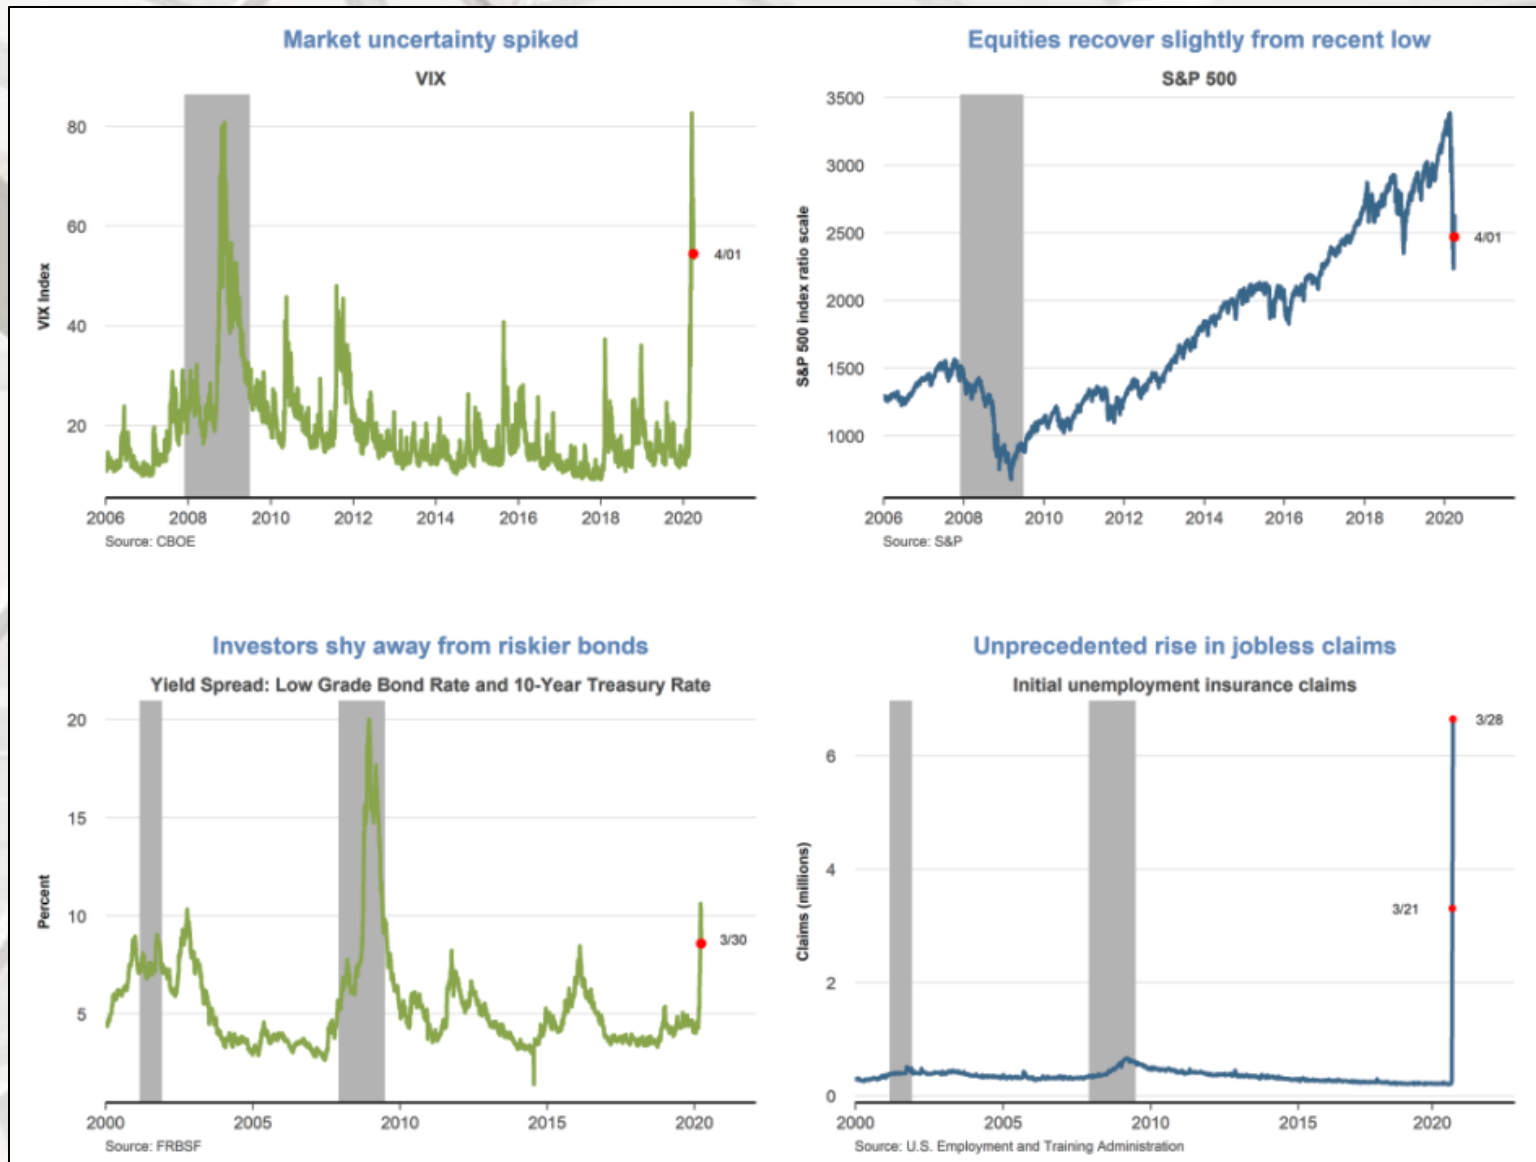 Market uncertainty spiked
VIX
80
60
40
20
VIX Index
4/01
2006 2008 2010 2012 2014 2016 2018 2020
Source: CBOE
Equities recover slightly from recent low
S&P 500
3500
3000
2500
2000
1500
1000
S&P 500 index ratio scale
4/01
2006 2008 2010 2012 2014 2016 2018 2020
Source: S&P
Investors shy away from riskier bonds
Yield Spread: Low Grade Bond Rate and 10-Year Treasury Rate
20
15
10
5
Percent
3/30
2000 2005 2010 2015 2020
Source: FRBSF
Unprecedented rise in jobless claims
Initial unemployment insurance claims
6
4
2
0
Claims (millions)
3/28
3/21
2000 2005 2010 2015 2020
Source: U.S. Employment and Training Administration